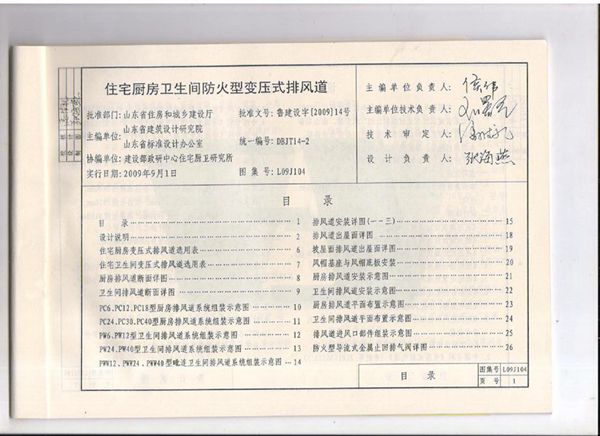 住宅厨房卫生间防火型变压式排风道
批准部门：山东省住房和城乡建设厅
批准文号：鲁建设字[2009]14号
主编单位：山东省建筑设计研究院
山东省标准设计办公室
统一编号：DBJT14-2
协编单位：建设部政研中心住宅厨卫研究所
实行日期：2009年9月1日
图集号：L09J104
主编单位负责人：
主编单位技术负责人：
技术审定人：
设计负责人：张海燕
目录
目录 1
设计说明 2
住宅厨房变压式排风道选用表 6
住宅卫生间变压式排风道选用表 7
厨房排风道断面详图 8
卫生间排风道断面详图 9
PC6.PC12.PC18型厨房排风道系统组装示意图 10
PC24.PC30.PC40型厨房排风道系统组装示意图 11
PW6.PW12型卫生间排风道系统组装示意图 12
PW24.PW40型卫生间排风道系统组装示意图 13
PWW12、PWW24、PWW40型毗连卫生间排风道系统组装示意图 14
排风道安装详图(一~三) 15
排风道出屋面详图 18
坡屋面排风道出屋面详图 19
风帽基座与风帽底板安装 20
厨房排风道安装示意图 21
卫生间排风道安装示意图 22
厨房排风道平面布置示意图 23
卫生间排风道平面布置示意图 24
排风道进风口部件组装示意图 25
防火型导流式金属止回排气阀详图 26
目录
图集号 L09J104
页号 1